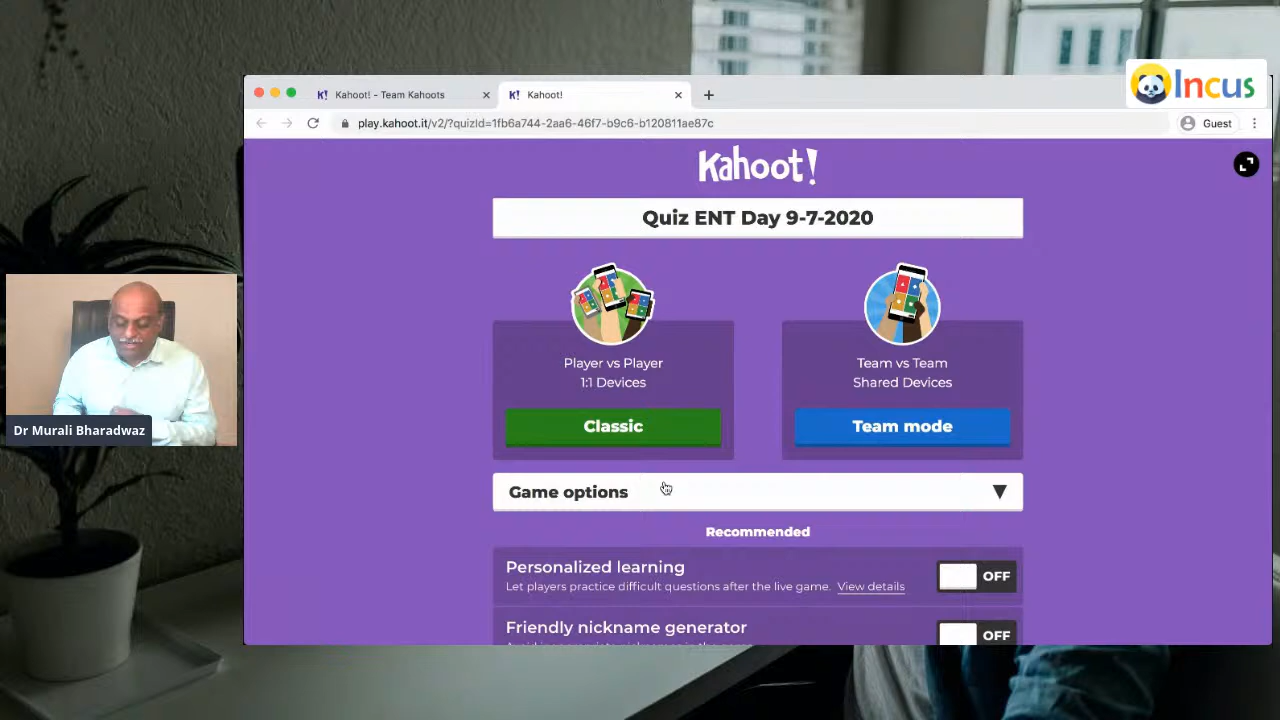 Incus
K! Kahoot! - Team Kahoots
K! Kahoot!
play.kahoot.it/v2/?quizId=1fb6a744-2aa6-46f7-b9c6-b120811ae87c
Guest
Kahoot!
Quiz ENT Day 9-7-2020
Player vs Player
1:1 Devices
Classic
Team vs Team
Shared Devices
Team mode
Game options
Recommended
Personalized learning
Let players practice difficult questions after the live game. View details
OFF
Friendly nickname generator
OFF
Dr Murali Bharadwaz